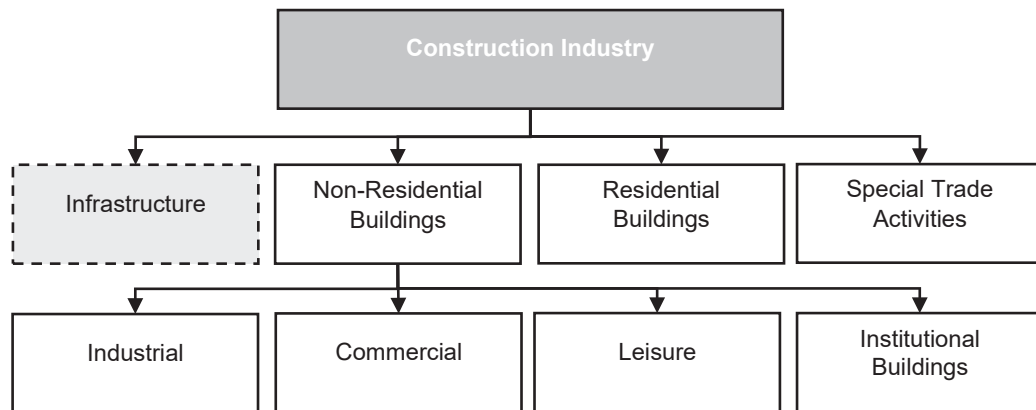 Construction Industry
Infrastructure
Non-Residential
Buildings
Residential
Buildings
Special Trade
Activities
Industrial
Commercial
Leisure
Institutional
Buildings